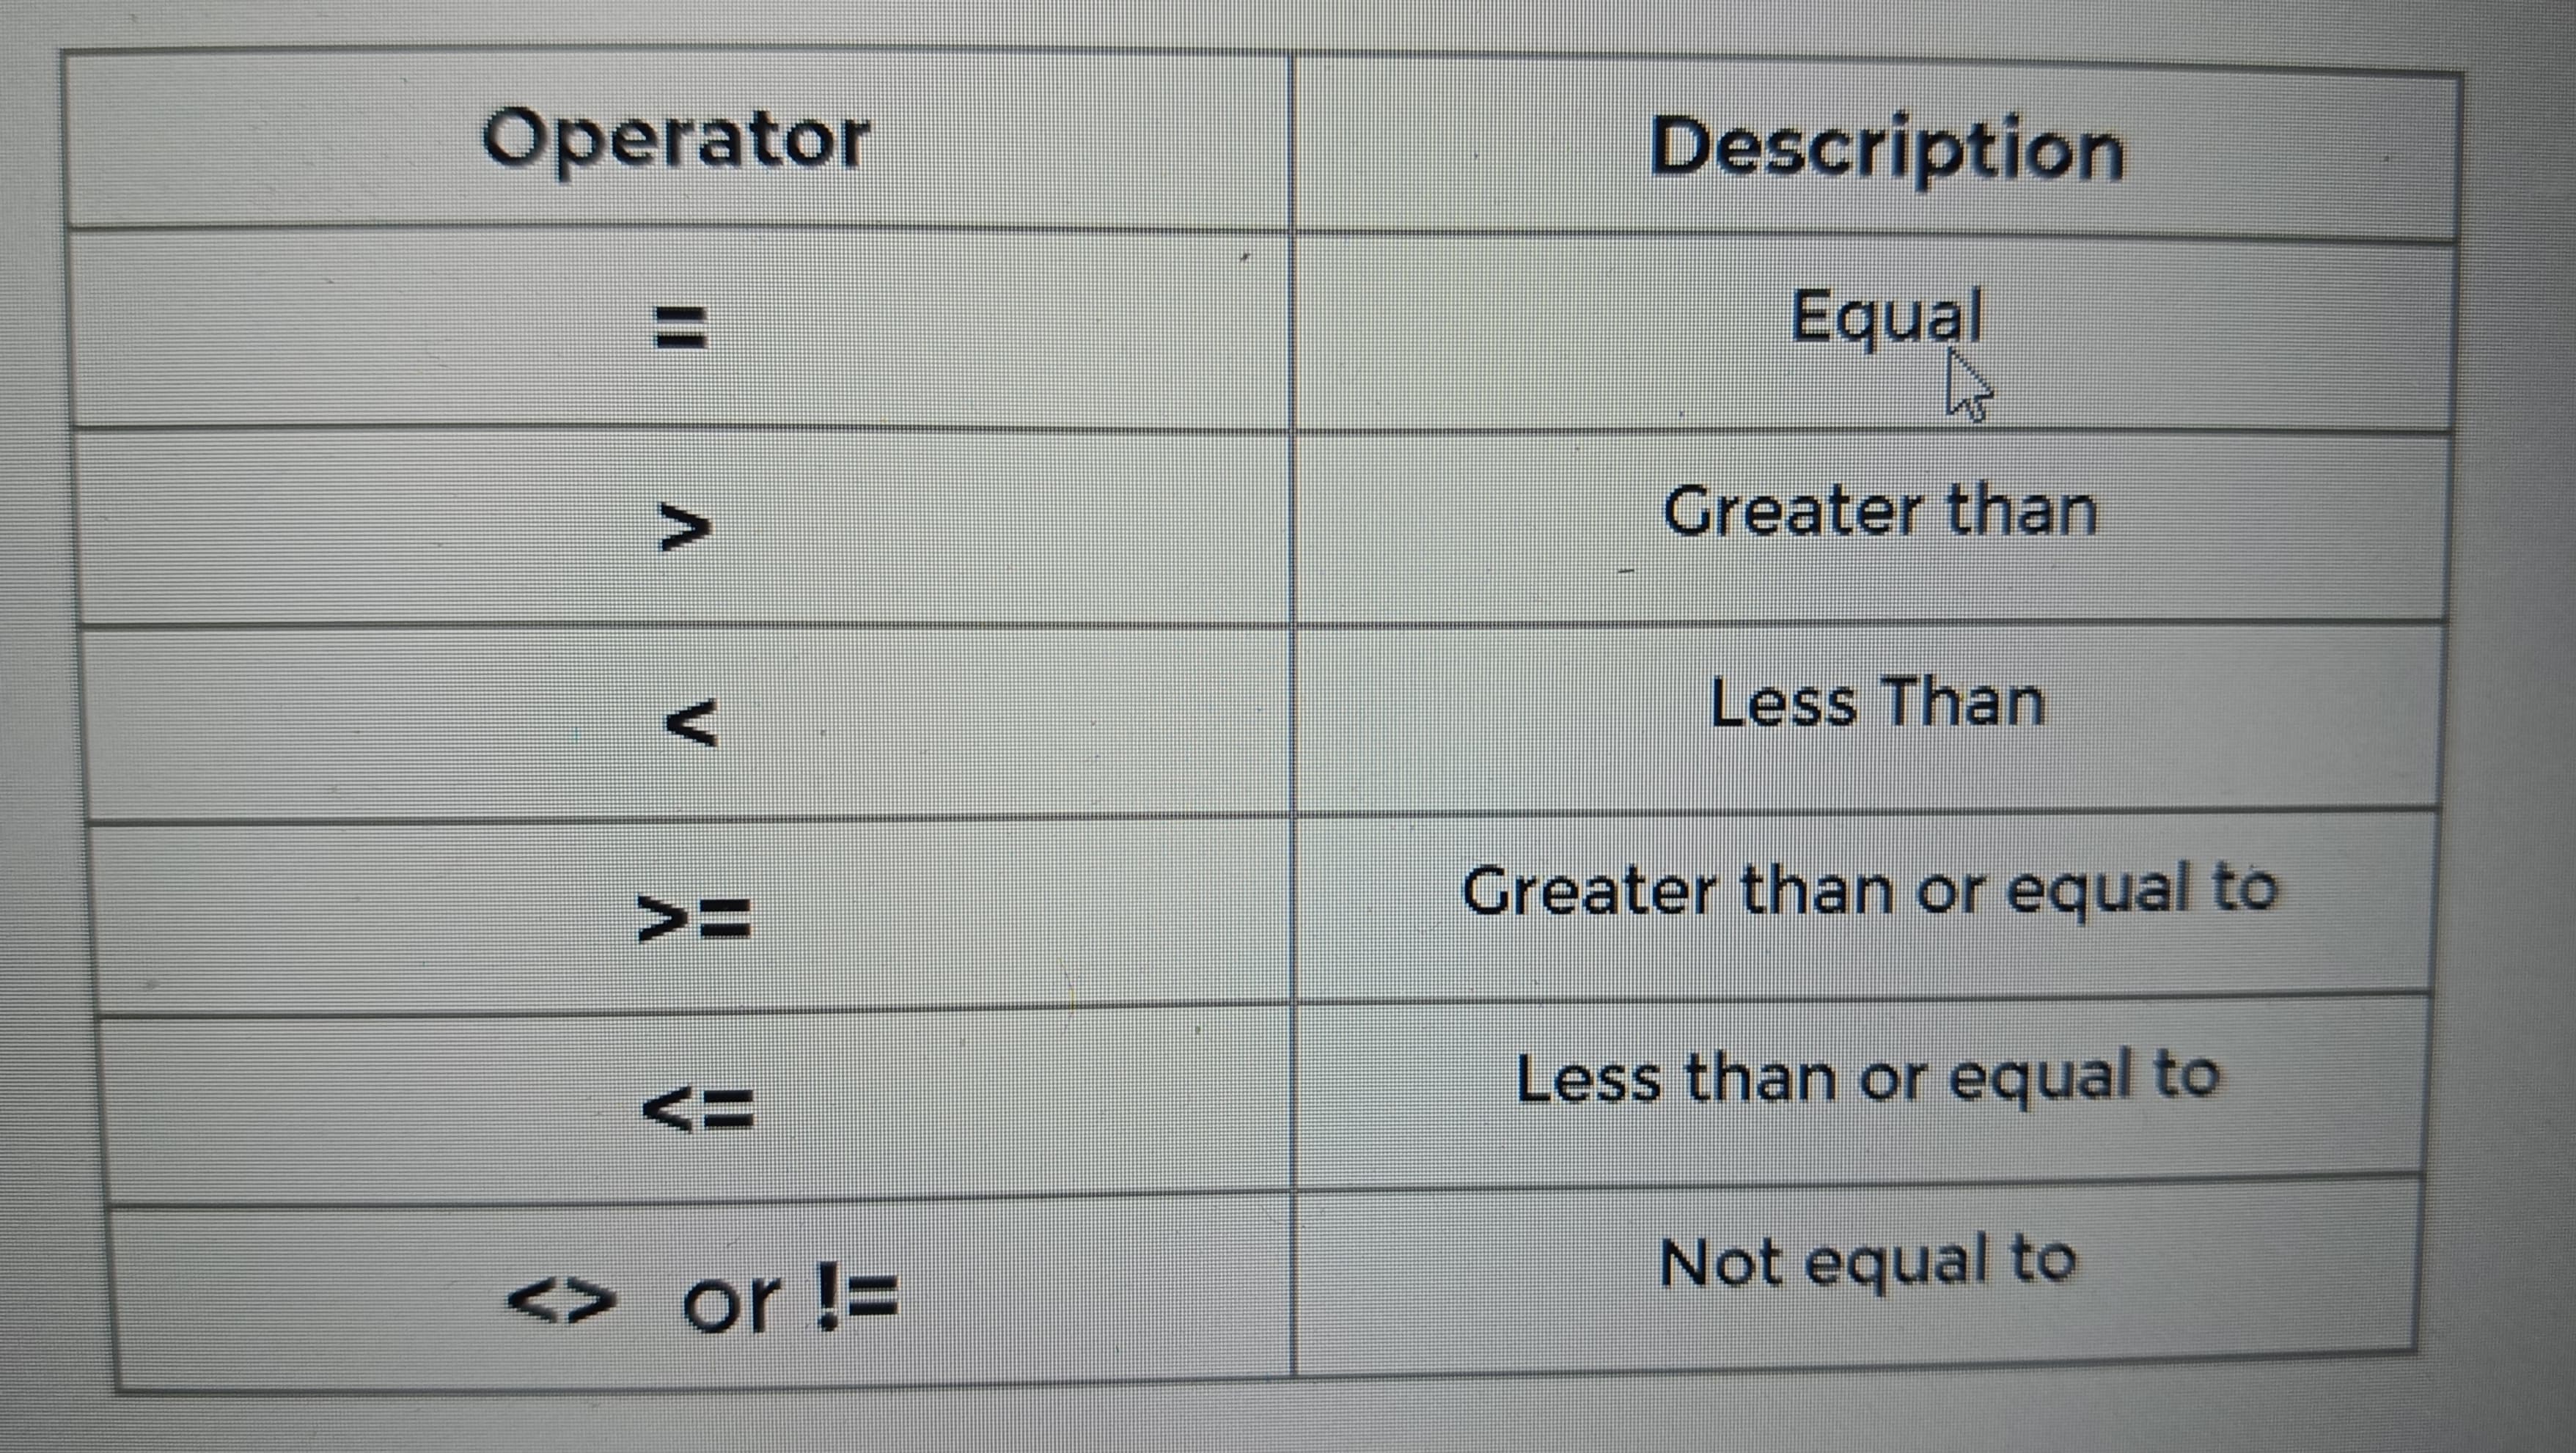 Operator Description
= Equal
> Greater than
< Less Than
>= Greater than or equal to
<= Less than or equal to
<> or != Not equal to